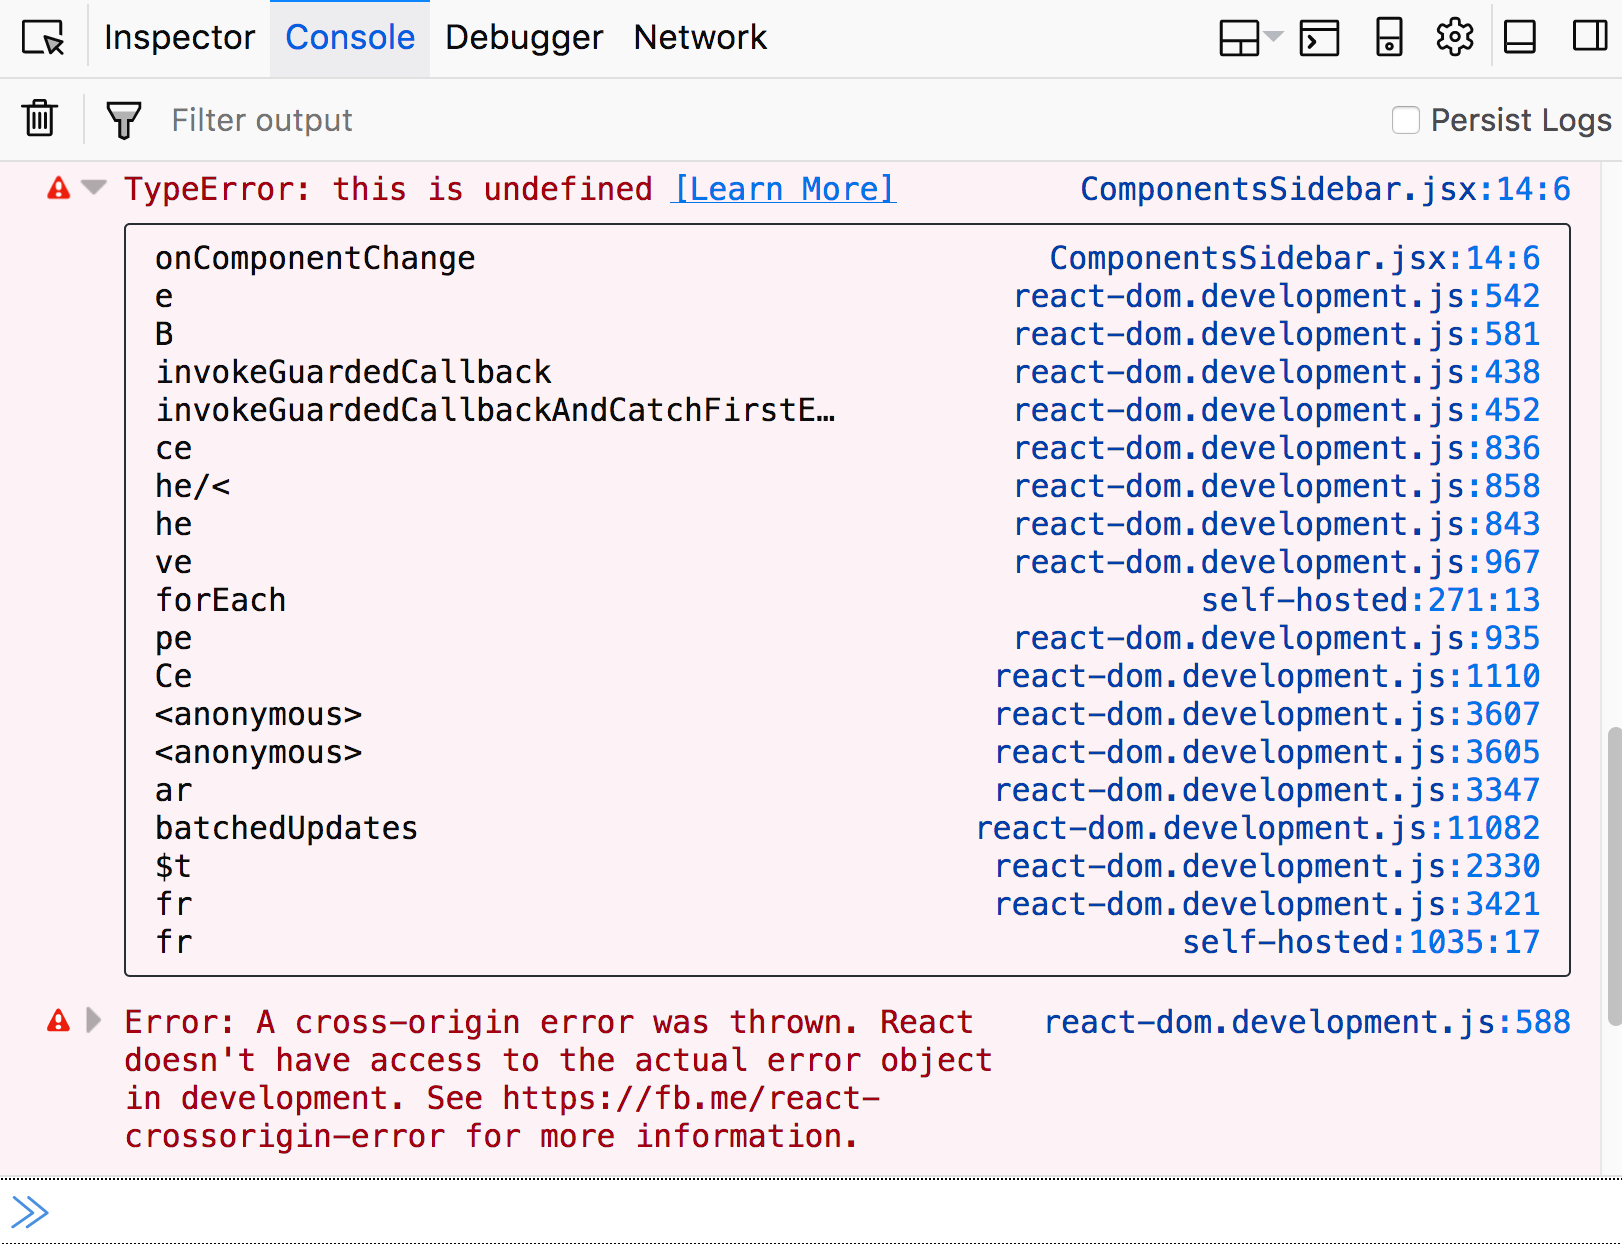 Inspector Console Debugger Network
Filter output Persist Logs
TypeError: this is undefined [Learn More] ComponentsSidebar.jsx:14:6
onComponentChange ComponentsSidebar.jsx:14:6
e react-dom.development.js:542
B react-dom.development.js:581
invokeGuardedCallback react-dom.development.js:438
invokeGuardedCallbackAndCatchFirstE… react-dom.development.js:452
ce react-dom.development.js:836
he/< react-dom.development.js:858
he react-dom.development.js:843
ve react-dom.development.js:967
forEach self-hosted:271:13
pe react-dom.development.js:935
Ce react-dom.development.js:1110
<anonymous> react-dom.development.js:3607
<anonymous> react-dom.development.js:3605
ar react-dom.development.js:3347
batchedUpdates react-dom.development.js:11082
$t react-dom.development.js:2330
fr react-dom.development.js:3421
fr self-hosted:1035:17
Error: A cross-origin error was thrown. React react-dom.development.js:588
doesn't have access to the actual error object
in development. See https://fb.me/react-
crossorigin-error for more information.